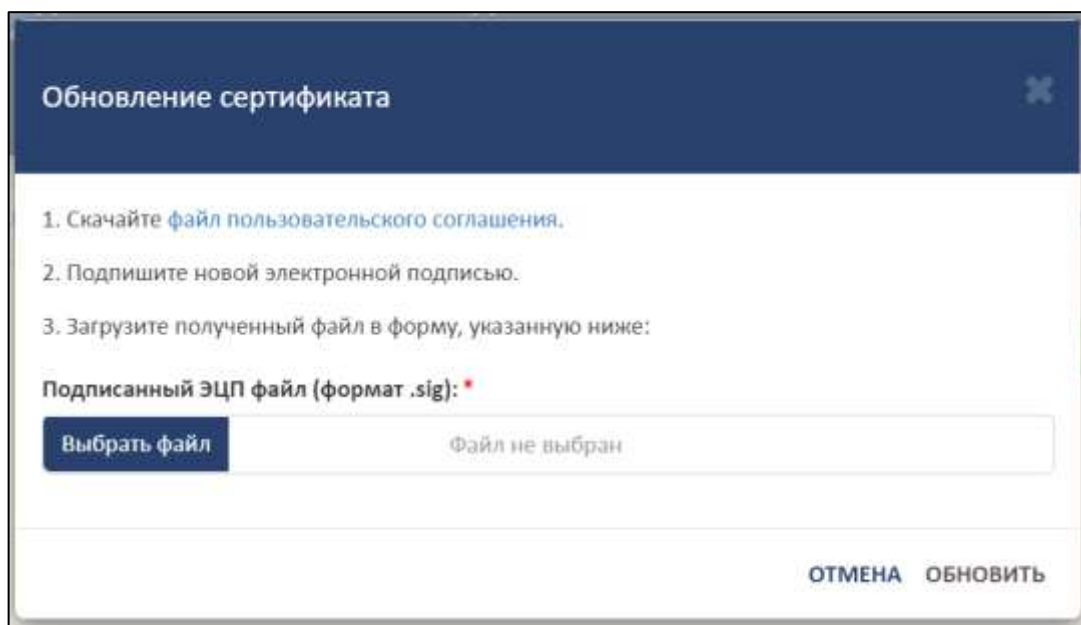 Обновление сертификата
1. Скачайте файл пользовательского соглашения.
2. Подпишите новой электронной подписью.
3. Загрузите полученный файл в форму, указанную ниже:
Подписанный ЭЦП файл (формат .sig): *
Выбрать файл Файл не выбран
ОТМЕНА ОБНОВИТЬ